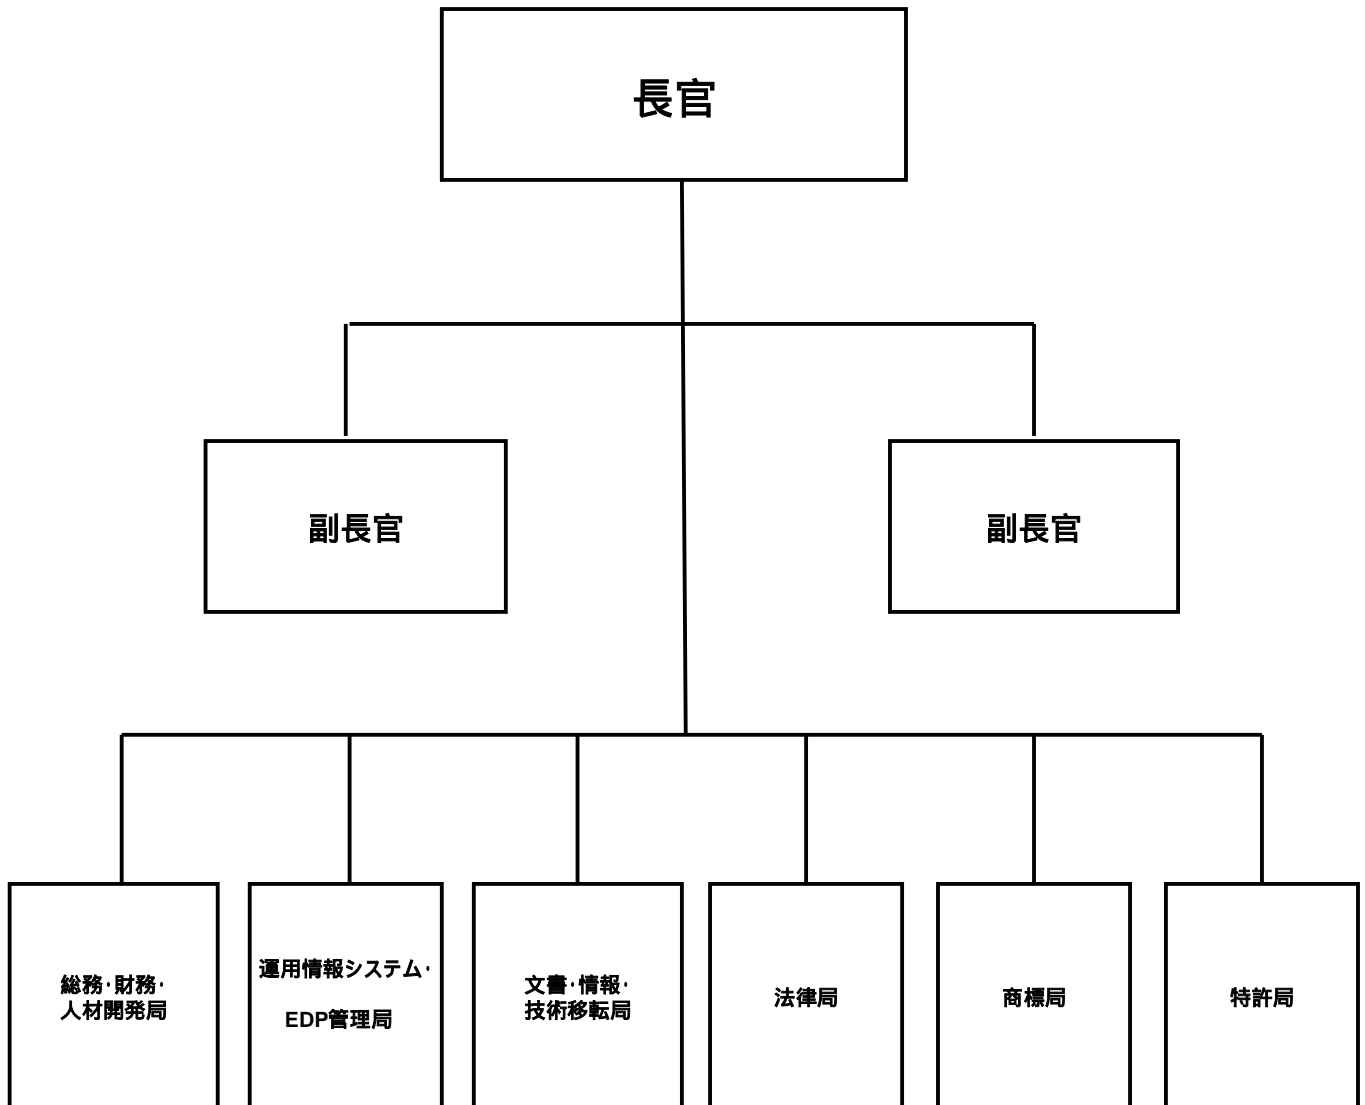 長官
副長官
副長官
総務･財務･
人材開発局
運用情報システム･
EDP管理局
文書･情報･
技術移転局
法律局
商標局
特許局